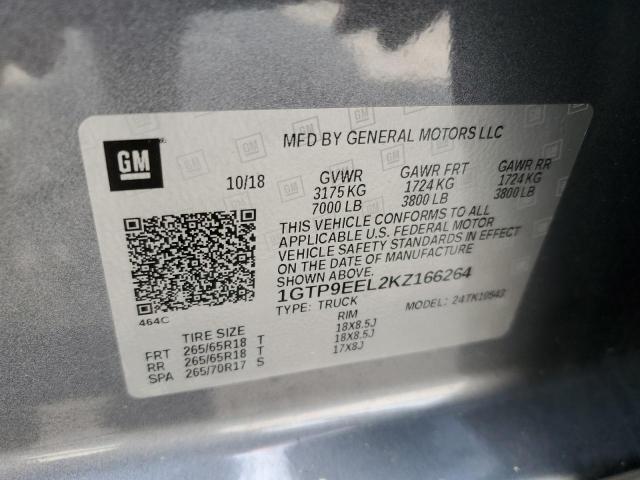 GM
MFD BY GENERAL MOTORS LLC
10/18 GVWR GAWR FRT GAWR RR
3175 KG 1724 KG 1724 KG
7000 LB 3800 LB 3800 LB
THIS VEHICLE CONFORMS TO ALL
APPLICABLE U.S. FEDERAL MOTOR
VEHICLE SAFETY STANDARDS IN EFFECT
ON THE DATE OF MANUFACTURE
SHOWN ABOVE.
1GTP9EEL2KZ166264
TYPE: TRUCK MODEL: 24TK10543
464C
TIRE SIZE RIM
FRT 265/65R18 T 18X8.5J
RR 265/65R18 T 18X8.5J
SPA 265/70R17 S 17X8J